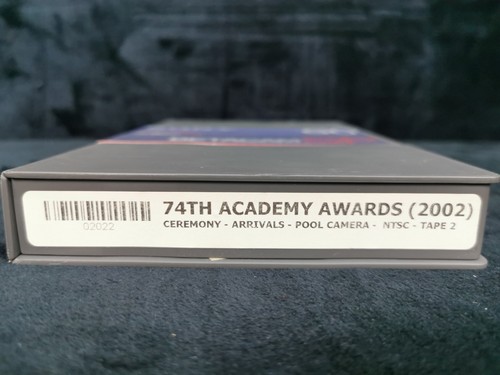 74TH ACADEMY AWARDS (2002)
CEREMONY - ARRIVALS - POOL CAMERA - NTSC - TAPE 2
02022